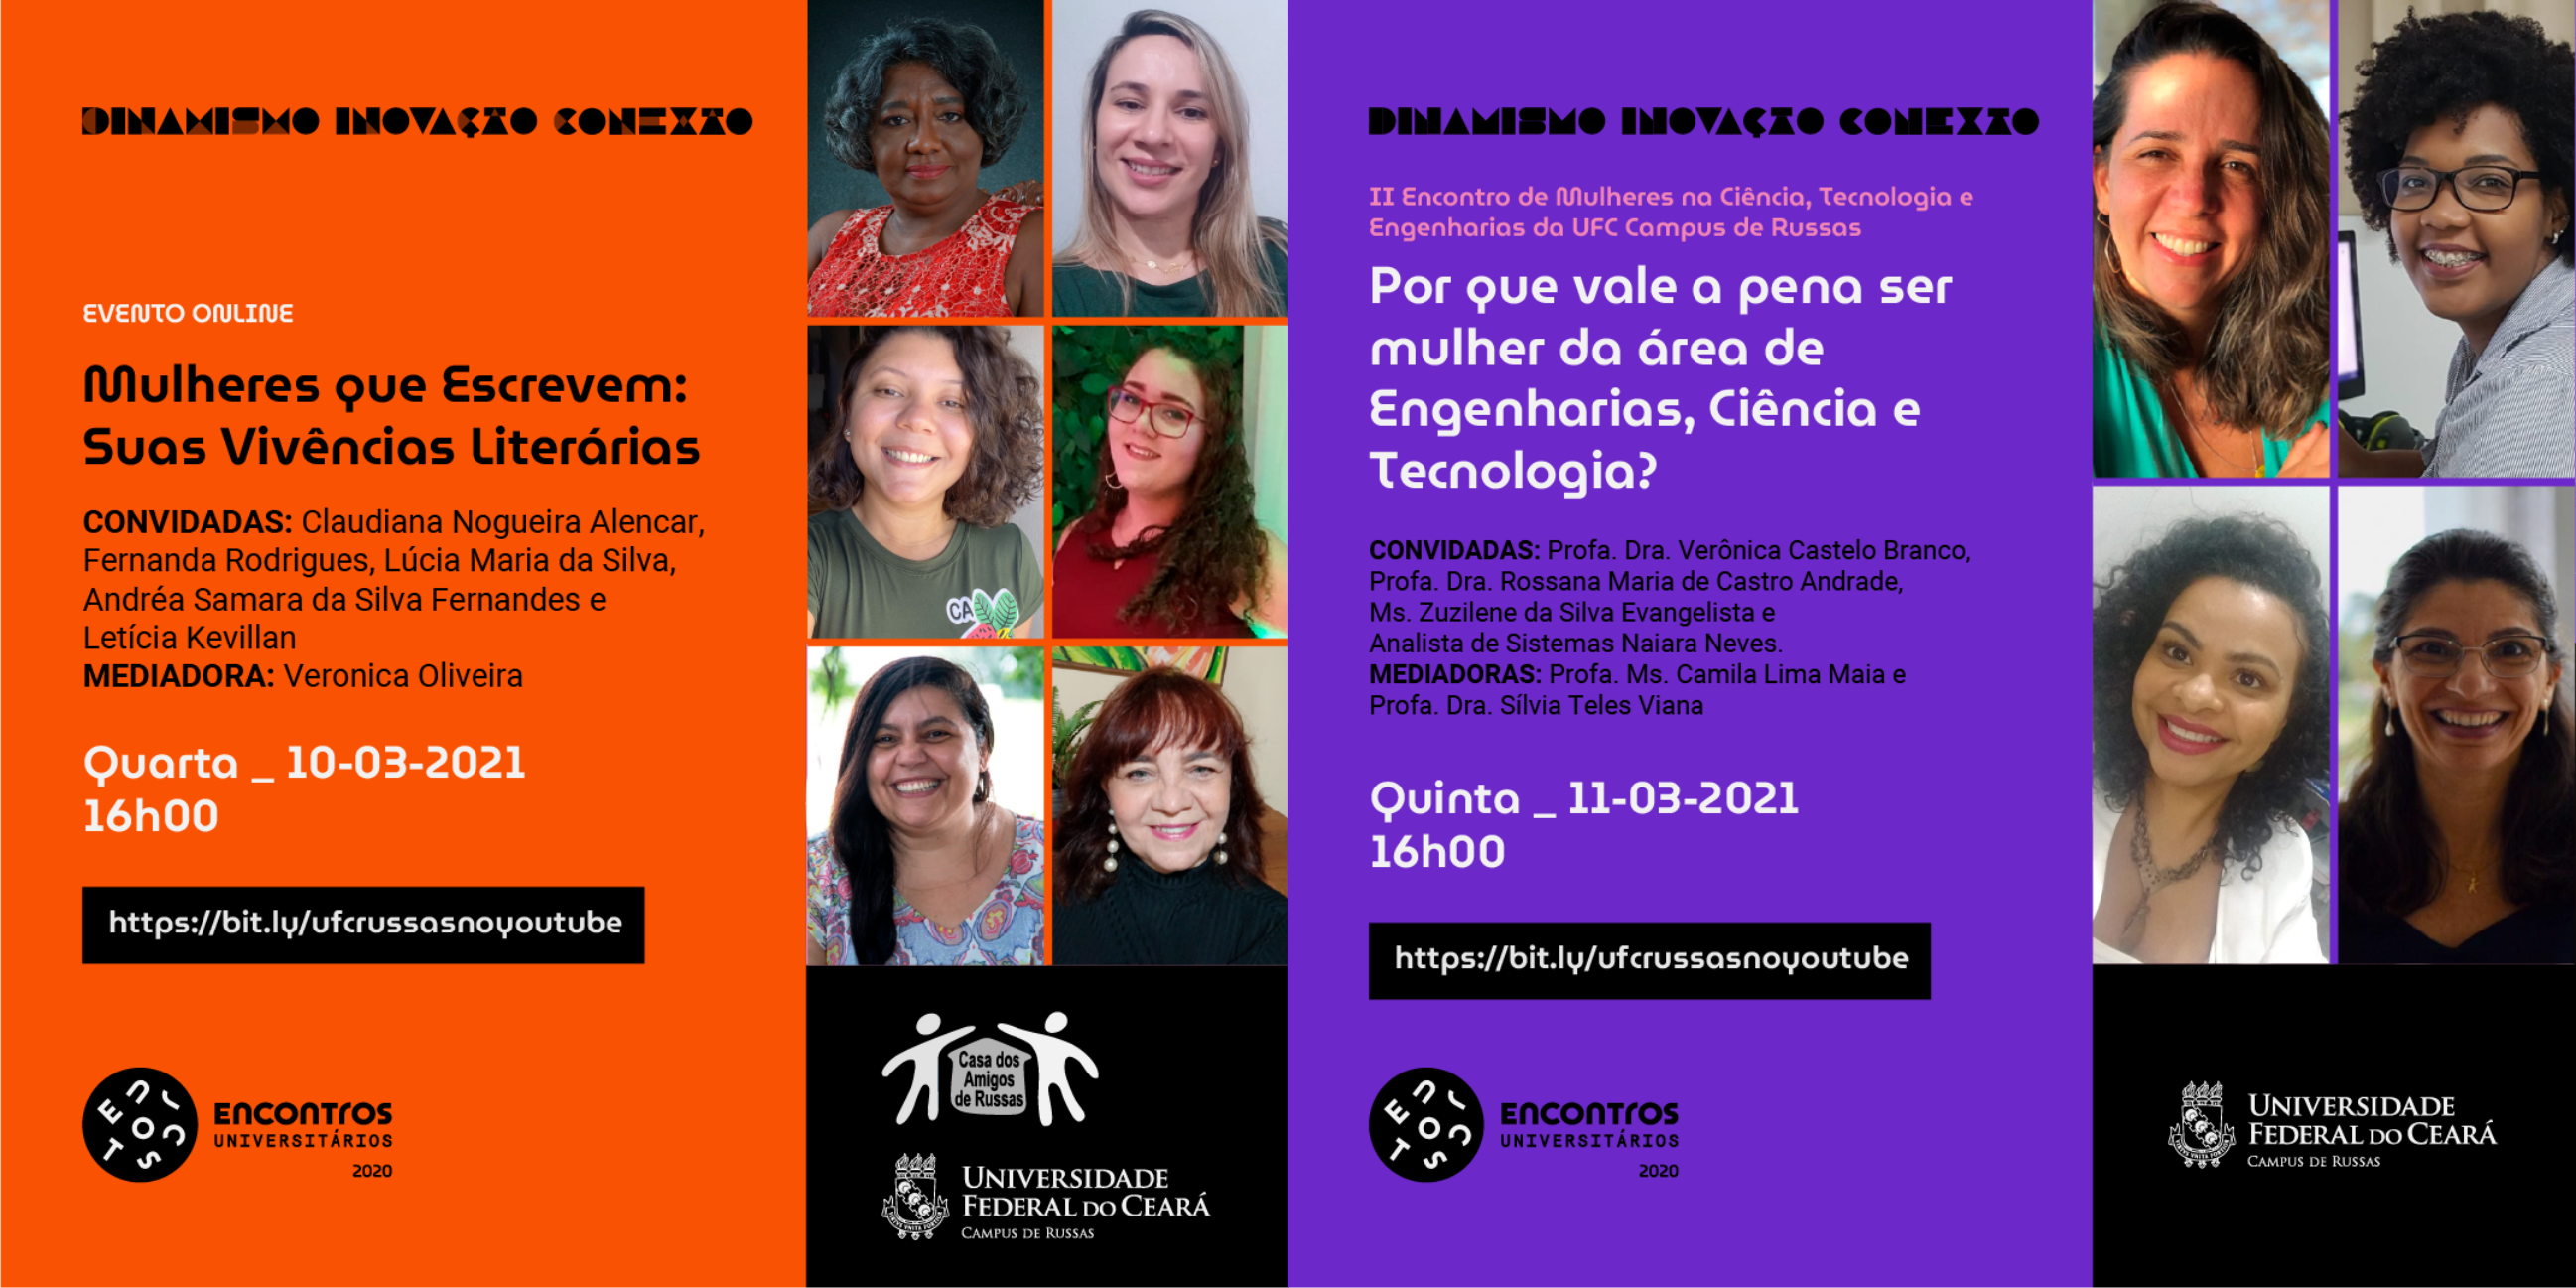 DINAMISMO INOVAÇÃO CONEXÃO
EVENTO ONLINE
Mulheres que Escrevem:
Suas Vivências Literárias
CONVIDADAS: Claudiana Nogueira Alencar,
Fernanda Rodrigues, Lúcia Maria da Silva,
Andréa Samara da Silva Fernandes e
Letícia Kevillan
MEDIADORA: Veronica Oliveira
Quarta _ 10-03-2021
16h00
https://bit.ly/ufcrussasnoyoutube
ENCONTROS
UNIVERSITÁRIOS
2020
CA
Casa dos
Amigos
de Russas
UNIVERSIDADE
FEDERAL DO CEARÁ
CAMPUS DE RUSSAS
DINAMISMO INOVAÇÃO CONEXÃO
II Encontro de Mulheres na Ciência, Tecnologia e
Engenharias da UFC Campus de Russas
Por que vale a pena ser
mulher da área de
Engenharias, Ciência e
Tecnologia?
CONVIDADAS: Profa. Dra. Verônica Castelo Branco,
Profa. Dra. Rossana Maria de Castro Andrade,
Ms. Zuzilene da Silva Evangelista e
Analista de Sistemas Naiara Neves.
MEDIADORAS: Profa. Ms. Camila Lima Maia e
Profa. Dra. Sílvia Teles Viana
Quinta _ 11-03-2021
16h00
https://bit.ly/ufcrussasnoyoutube
ENCONTROS
UNIVERSITÁRIOS
2020
UNIVERSIDADE
FEDERAL DO CEARÁ
CAMPUS DE RUSSAS